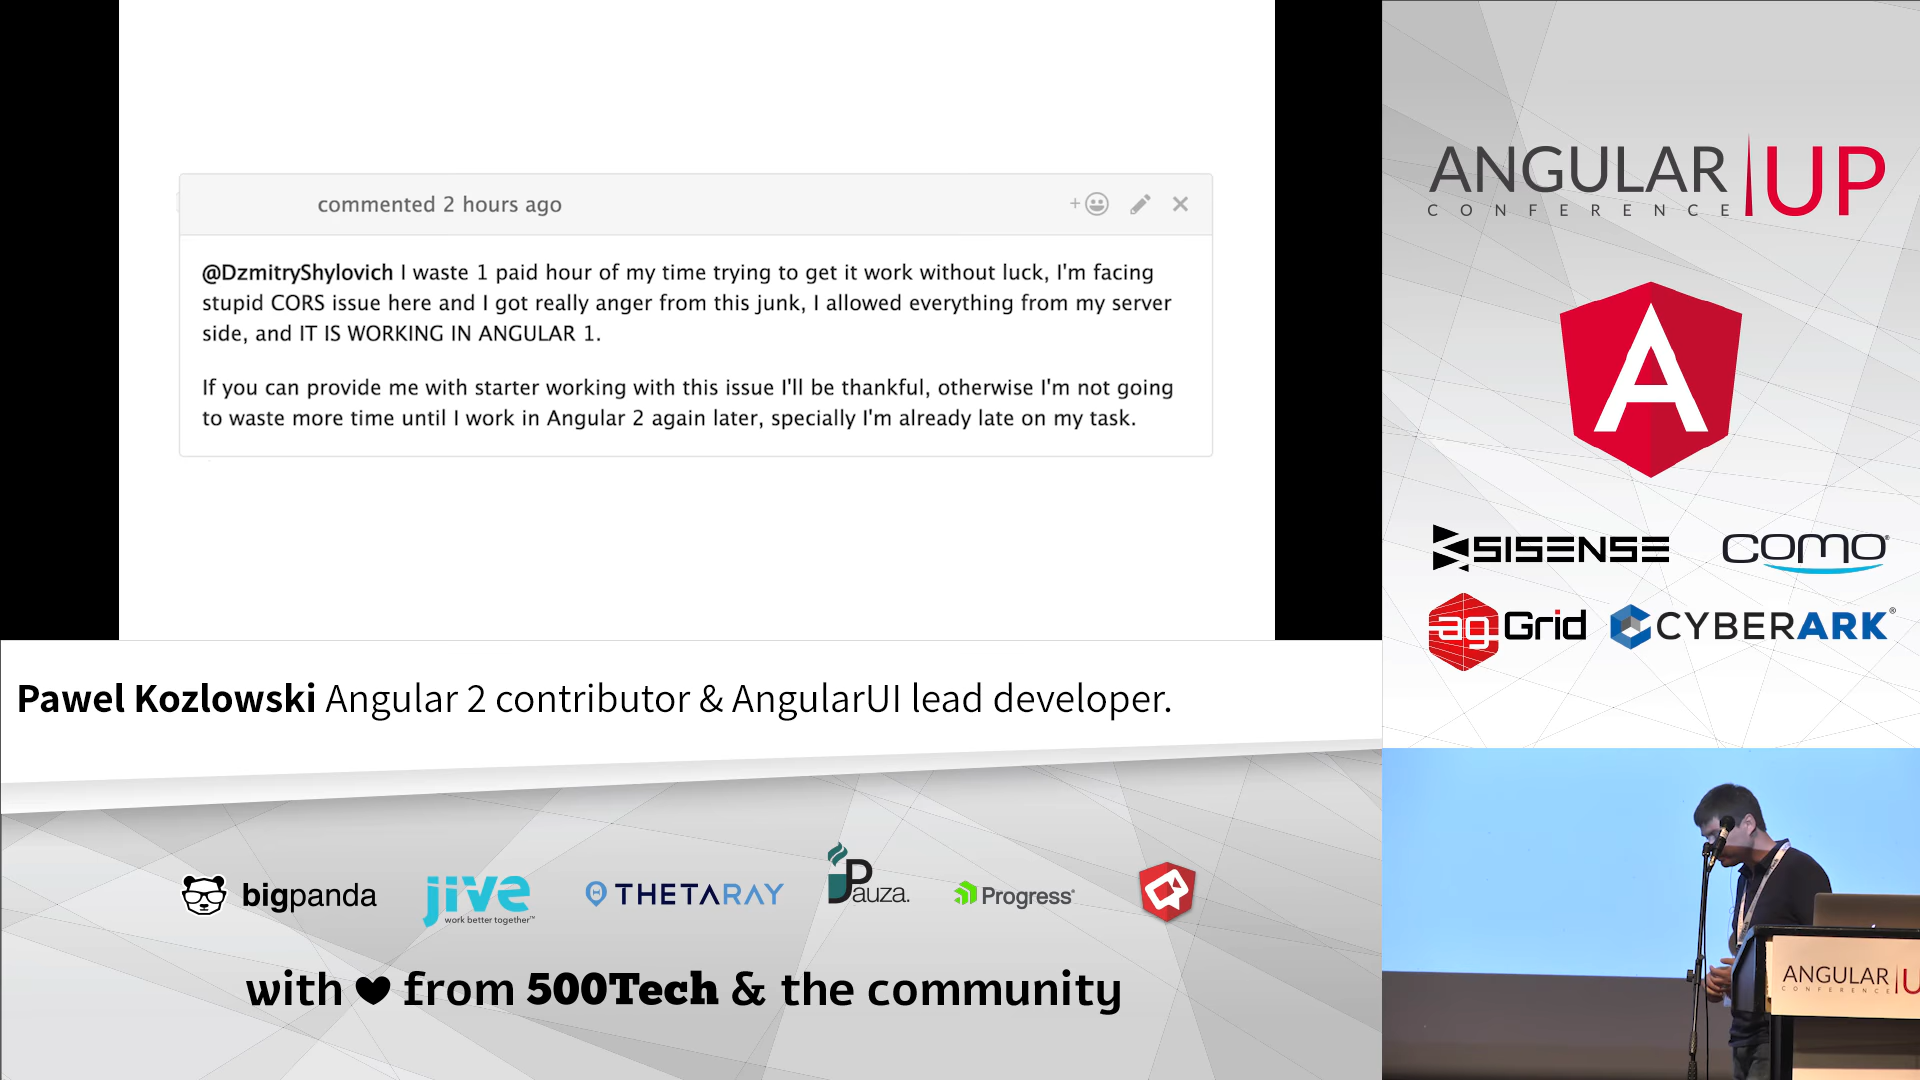 commented 2 hours ago
@DzmitryShylovich I waste 1 paid hour of my time trying to get it work without luck, I'm facing
stupid CORS issue here and I got really anger from this junk, I allowed everything from my server
side, and IT IS WORKING IN ANGULAR 1.
If you can provide me with starter working with this issue I'll be thankful, otherwise I'm not going
to waste more time until I work in Angular 2 again later, specially I'm already late on my task.
Pawel Kozlowski Angular 2 contributor & AngularUI lead developer.
bigpanda
jive
work better together™
THETARAY
Pauza.
Progress®
with ♥ from 500Tech & the community
ANGULAR UP
CONFERENCE
A
SISENSE
como®
ag Grid
CYBERARK®
ANGULAR U
CONFERENCE